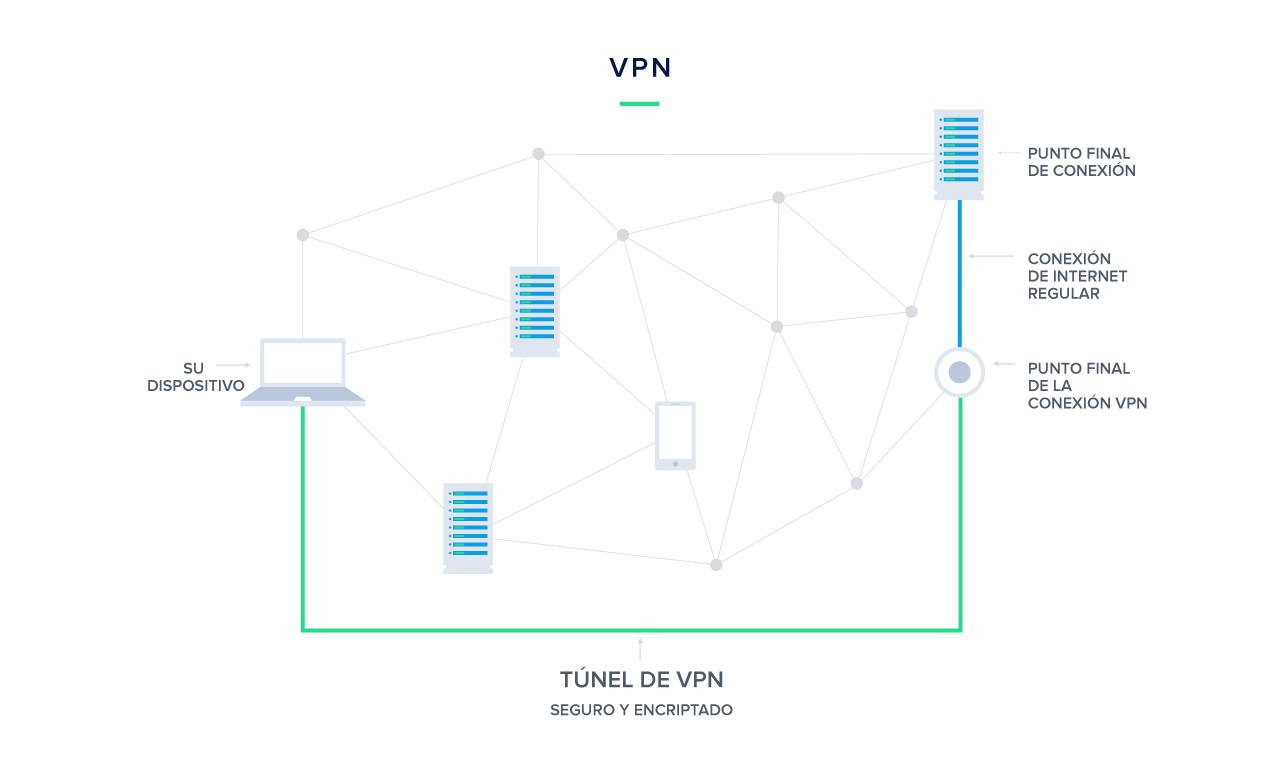 VPN
PUNTO FINAL
DE CONEXIÓN
CONEXIÓN
DE INTERNET
REGULAR
SU
DISPOSITIVO
PUNTO FINAL
DE LA
CONEXIÓN VPN
TÚNEL DE VPN
SEGURO Y ENCRIPTADO